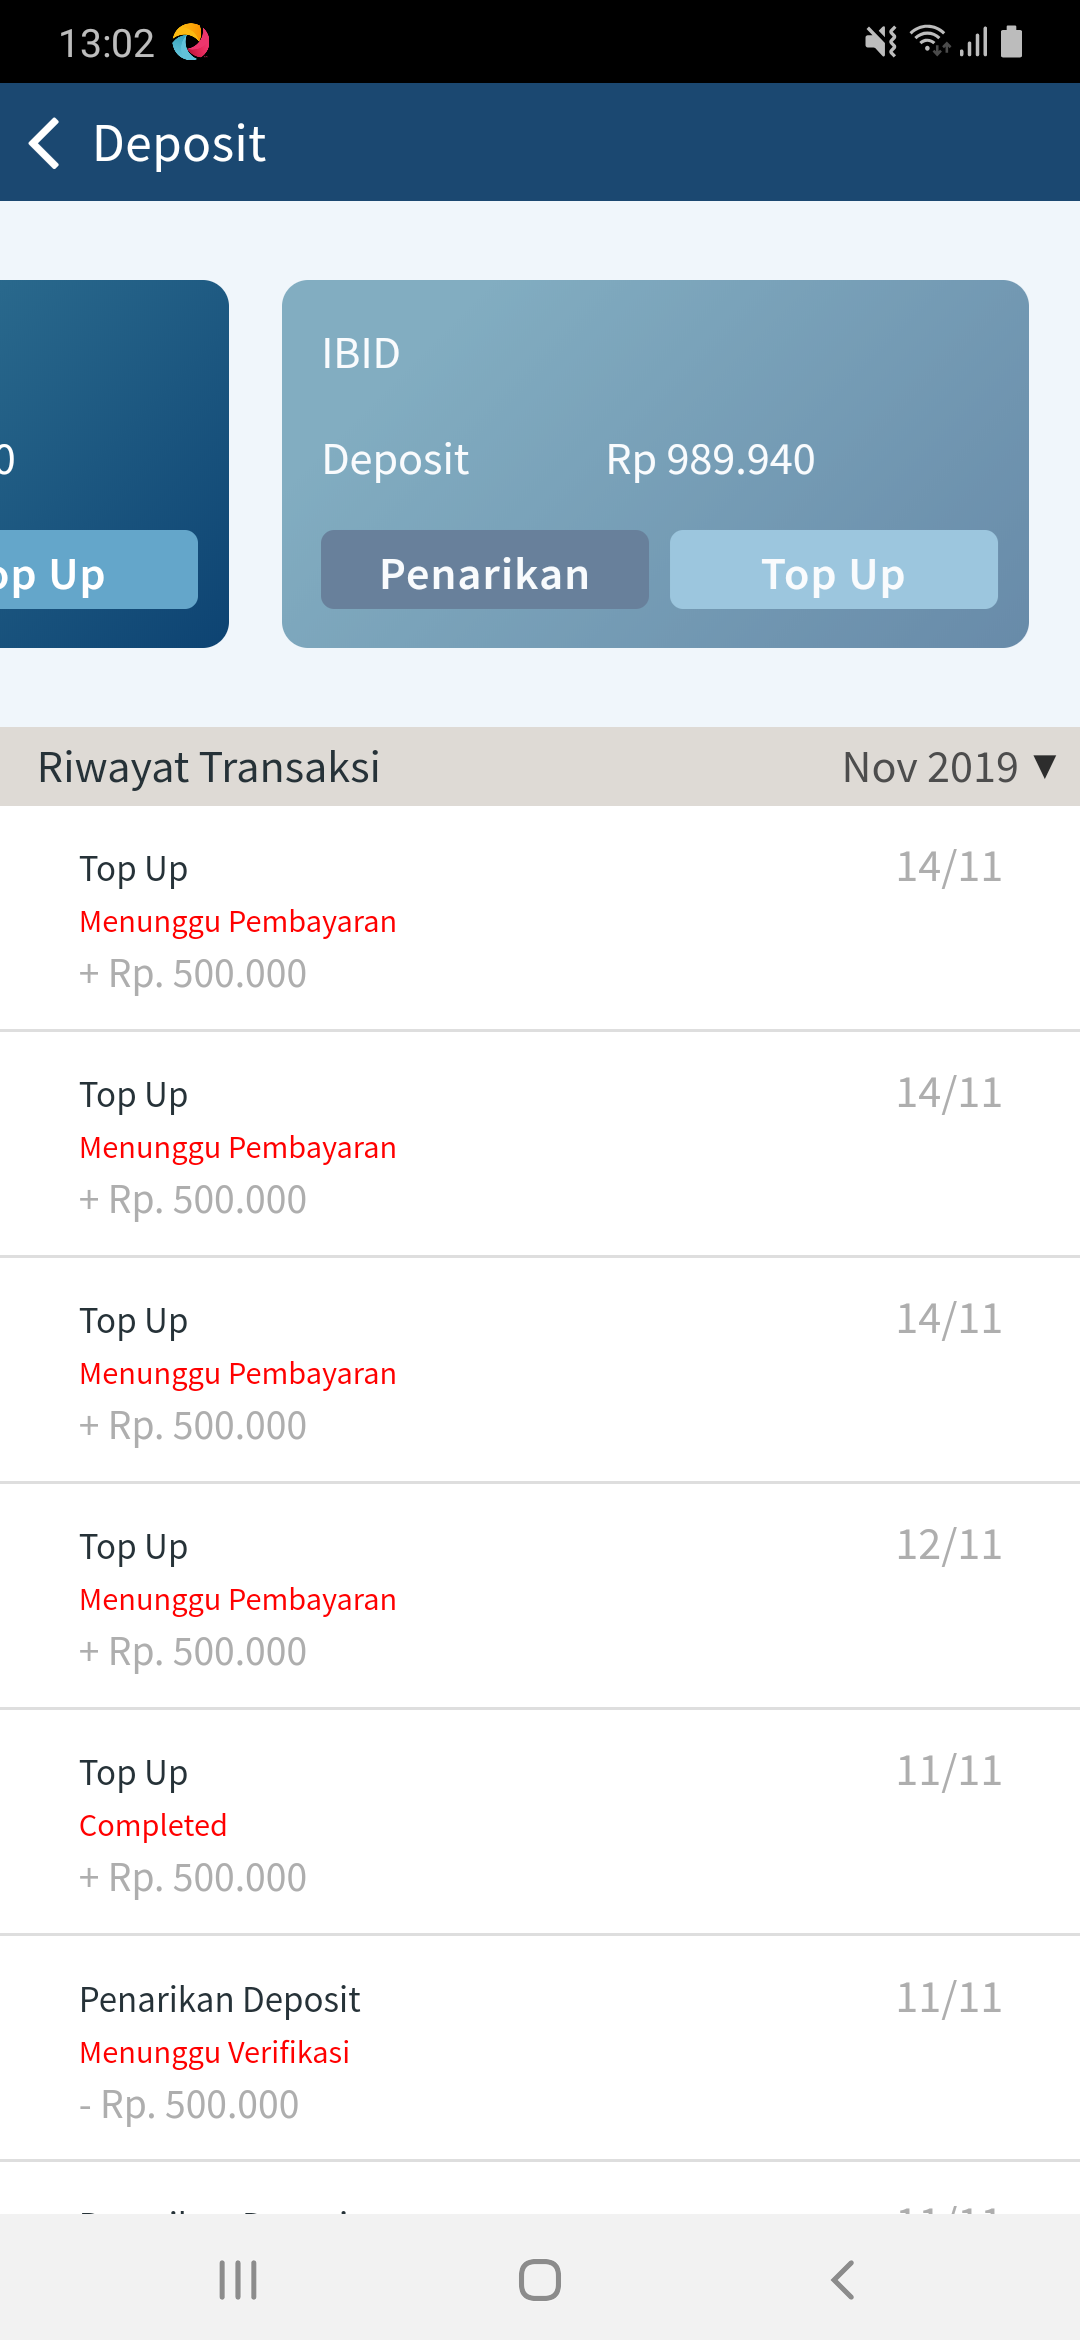 13:02
Deposit
IBID
Deposit Rp 989.940
Penarikan Top Up
Up
Riwayat Transaksi Nov 2019 ▼
Top Up 14/11
Menunggu Pembayaran
+ Rp. 500.000
Top Up 14/11
Menunggu Pembayaran
+ Rp. 500.000
Top Up 14/11
Menunggu Pembayaran
+ Rp. 500.000
Top Up 12/11
Menunggu Pembayaran
+ Rp. 500.000
Top Up 11/11
Completed
+ Rp. 500.000
Penarikan Deposit 11/11
Menunggu Verifikasi
- Rp. 500.000